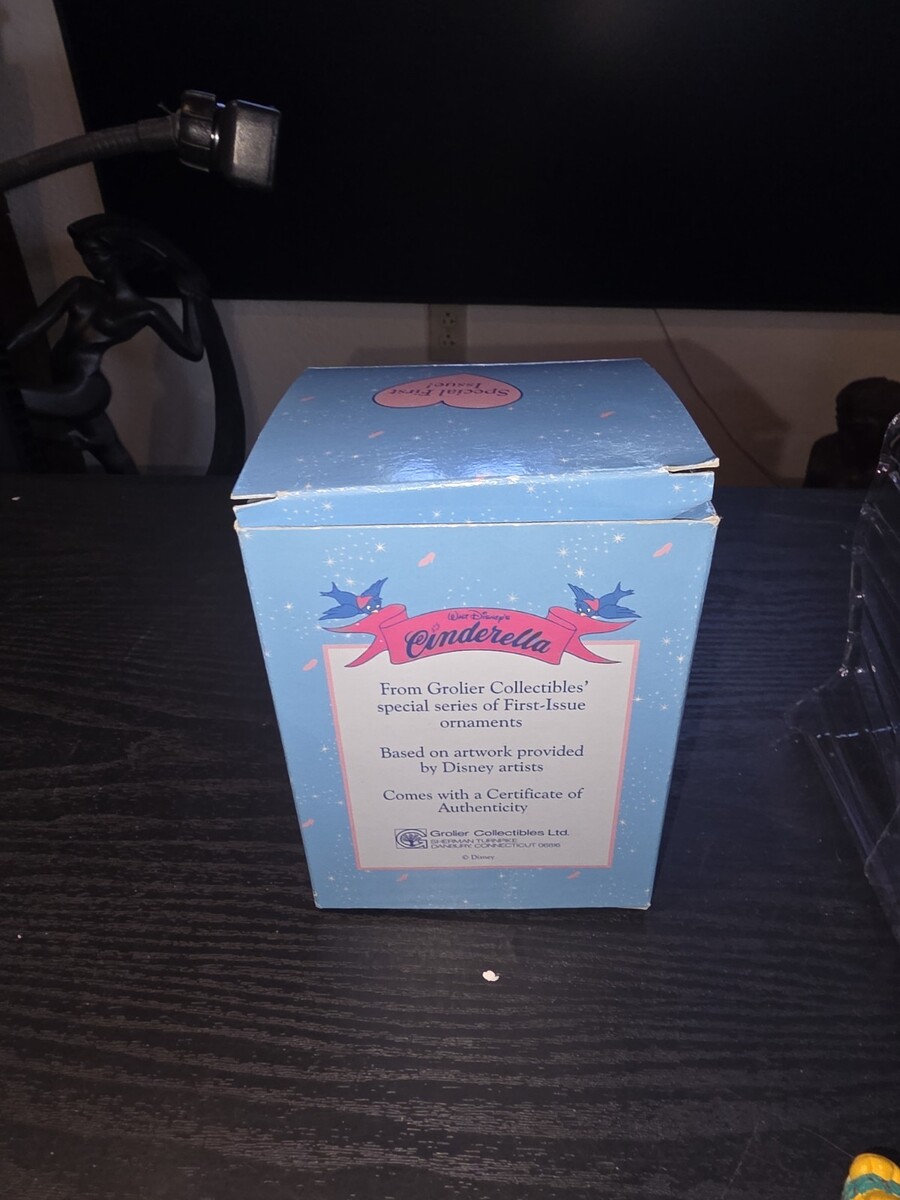 Special First
Issue!
Walt Disney's
Cinderella
From Grolier Collectibles'
special series of First-Issue
ornaments
Based on artwork provided
by Disney artists
Comes with a Certificate of
Authenticity
Grolier Collectibles Ltd.
SHERMAN TURNPIKE
DANBURY, CONNECTICUT 06816
© Disney